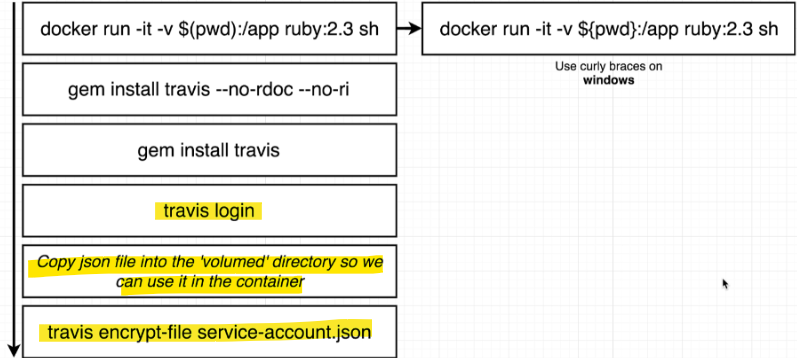 docker run -it -v $(pwd):/app ruby:2.3 sh
docker run -it -v ${pwd}:/app ruby:2.3 sh
Use curly braces on
windows
gem install travis --no-rdoc --no-ri
gem install travis
travis login
Copy json file into the 'volumed' directory so we
can use it in the container
travis encrypt-file service-account.json